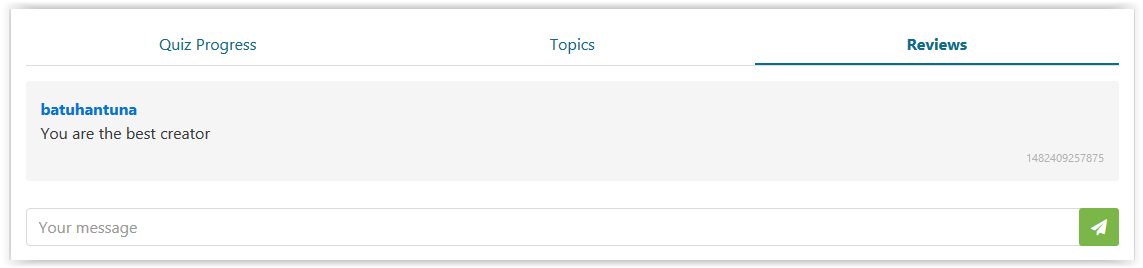 Quiz Progress
Topics
Reviews
batuhantuna
You are the best creator
1482409257875
Your message